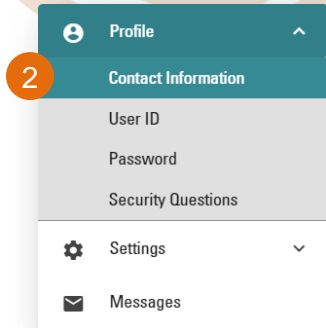 Profile
2 Contact Information
User ID
Password
Security Questions
Settings
Messages